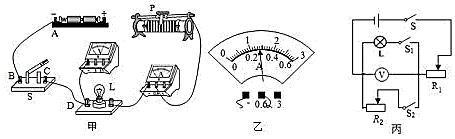 - +
A
P
B
C
S
D
L
A
甲
0 1 2 3
0 0.2 0.4 0.6
A
- 0.6 3
乙
S
L
S₁
V
R₁
R₂
S₂
丙